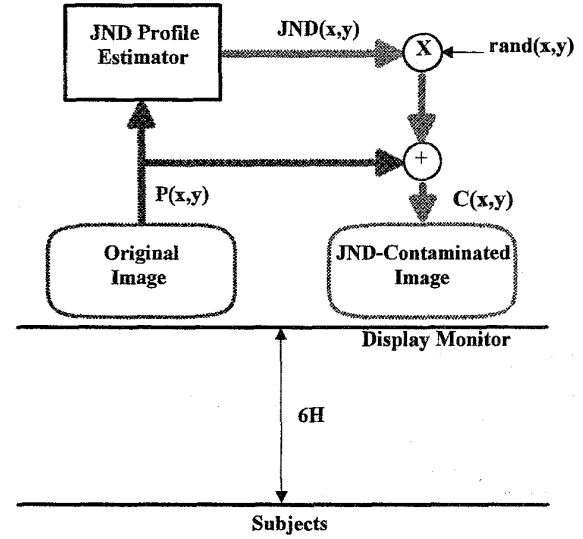 JND Profile
Estimator
JND(x,y)
X
rand(x,y)
+
P(x,y)
C(x,y)
Original
Image
JND-Contaminated
Image
Display Monitor
6H
Subjects